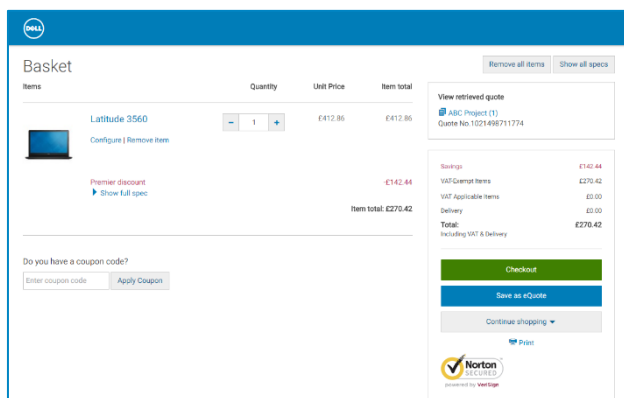 DELL
Basket
Remove all items
Show all specs
Items
Quantity
Unit Price
Item total
Latitude 3560
- 1 +
£412.86
£412.86
Configure | Remove Item
Premier discount
-£142.44
Show full spec
Item total: £270.42
Do you have a coupon code?
Enter coupon code
Apply Coupon
View retrieved quote
ABC Project (1)
Quote No.1021498711774
Savings
£142.44
VAT-Exempt Items
£270.42
VAT Applicable Items
£0.00
Delivery
£0.00
Total:
£270.42
Including VAT & Delivery
Checkout
Save as eQuote
Continue shopping
Print
Norton
SECURED
powered by VeriSign